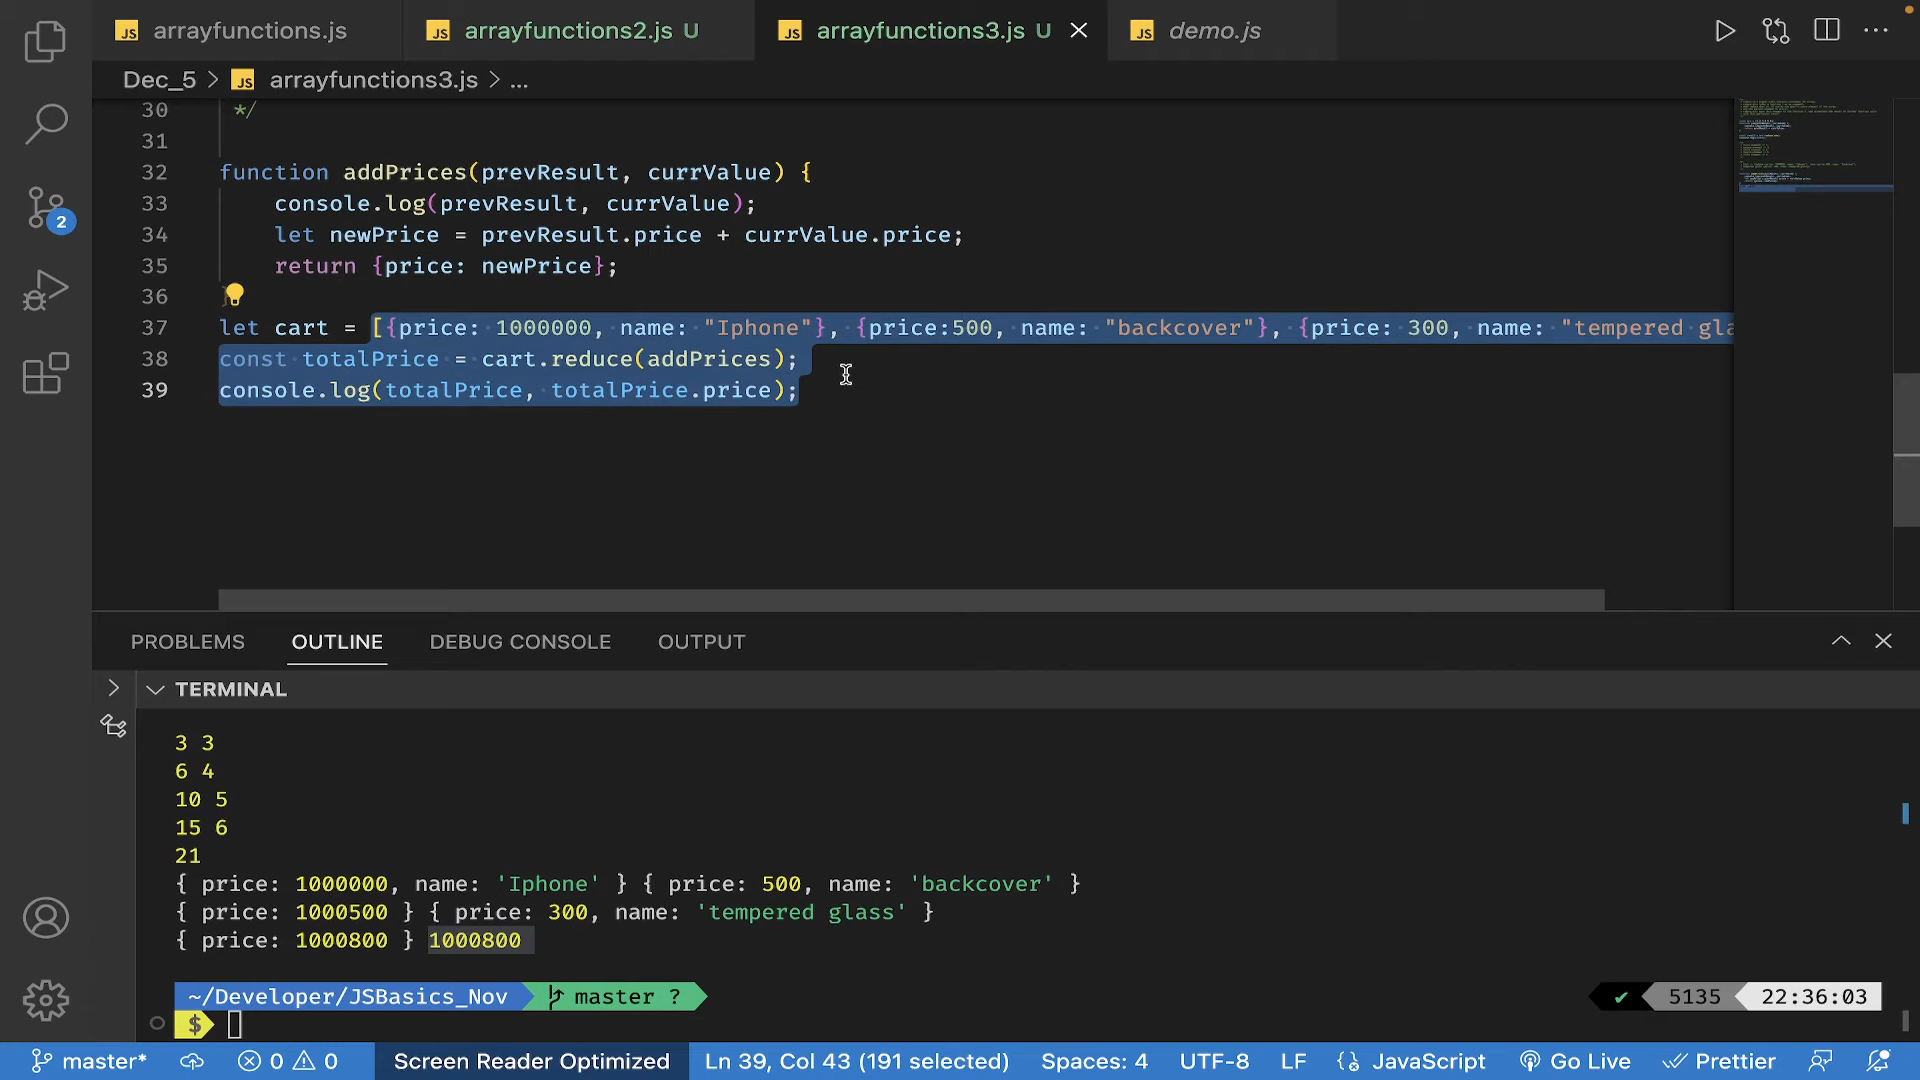 JS arrayfunctions.js JS arrayfunctions2.js U JS arrayfunctions3.js U JS demo.js
Dec_5 > JS arrayfunctions3.js > ...
30 */
31
32 function addPrices(prevResult, currValue) {
33 console.log(prevResult, currValue);
34 let newPrice = prevResult.price + currValue.price;
35 return {price: newPrice};
36 }
37 let cart = [{price: 1000000, name: "Iphone"}, {price:500, name: "backcover"}, {price: 300, name: "tempered gla
38 const totalPrice = cart.reduce(addPrices);
39 console.log(totalPrice, totalPrice.price);
2
PROBLEMS OUTLINE DEBUG CONSOLE OUTPUT
TERMINAL
3 3
6 4
10 5
15 6
21
{ price: 1000000, name: 'Iphone' } { price: 500, name: 'backcover' }
{ price: 1000500 } { price: 300, name: 'tempered glass' }
{ price: 1000800 } 1000800
~/Developer/JSBasics_Nov master ? ✔ 5135 22:36:03
$
master* 0 0 Screen Reader Optimized Ln 39, Col 43 (191 selected) Spaces: 4 UTF-8 LF JavaScript Go Live Prettier